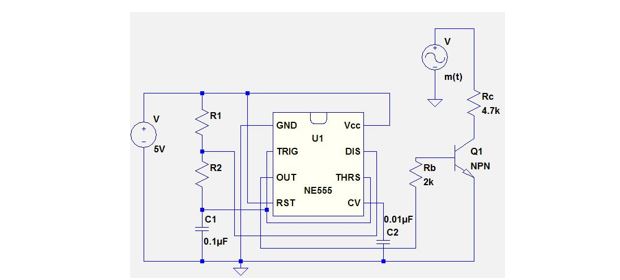 V
m(t)
Rc
4.7k
V
5V
R1
GND
Vcc
U1
TRIG
DIS
Q1
NPN
R2
OUT
THRS
Rb
2k
NE555
RST
CV
C1
0.1µF
0.01µF
C2